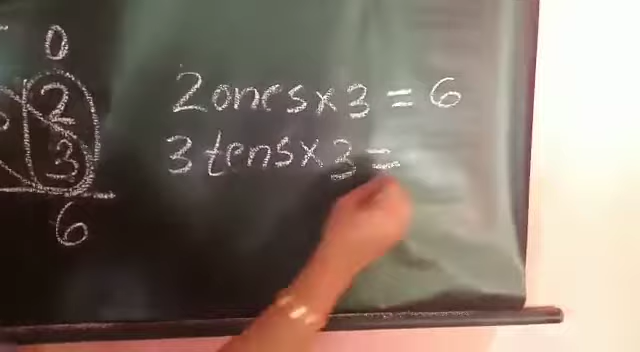 0
2
3
6
2 ones × 3 = 6
3 tens × 3 =